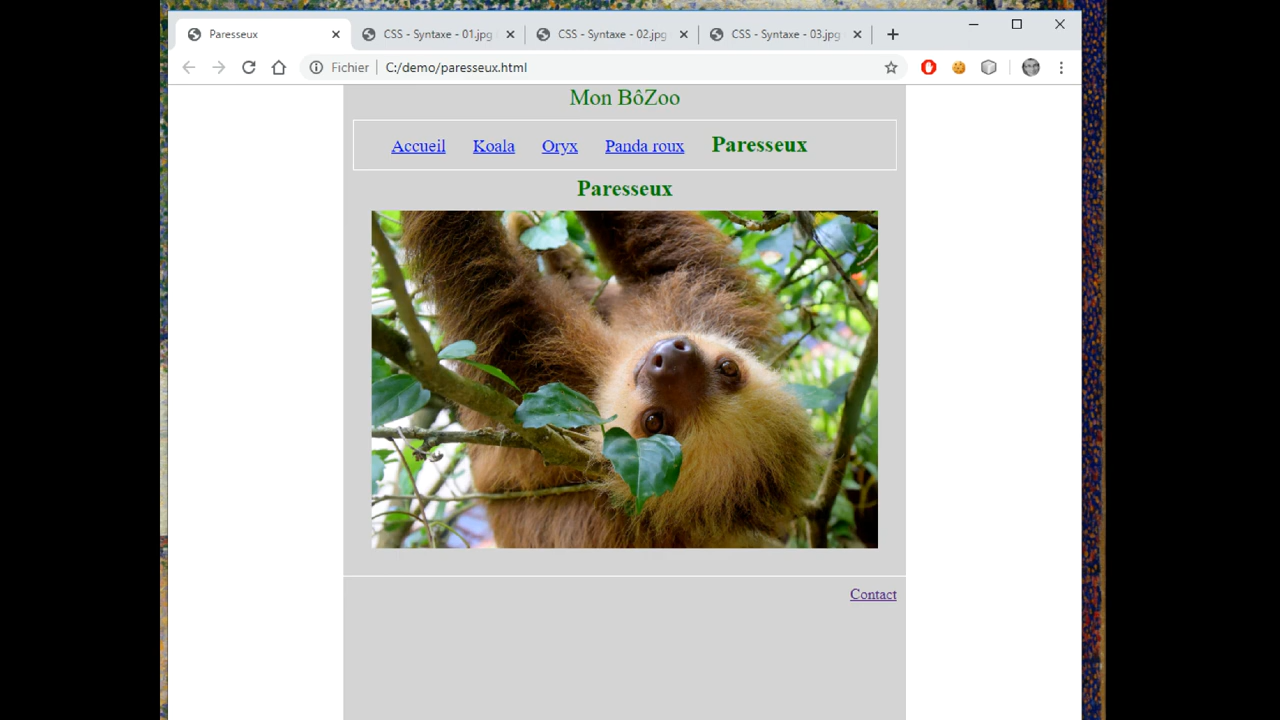 Paresseux CSS - Syntaxe - 01.jpg CSS - Syntaxe - 02.jpg CSS - Syntaxe - 03.jpg
Fichier C:/demo/paresseux.html
Mon BôZoo
Accueil Koala Oryx Panda roux Paresseux
Paresseux
Contact